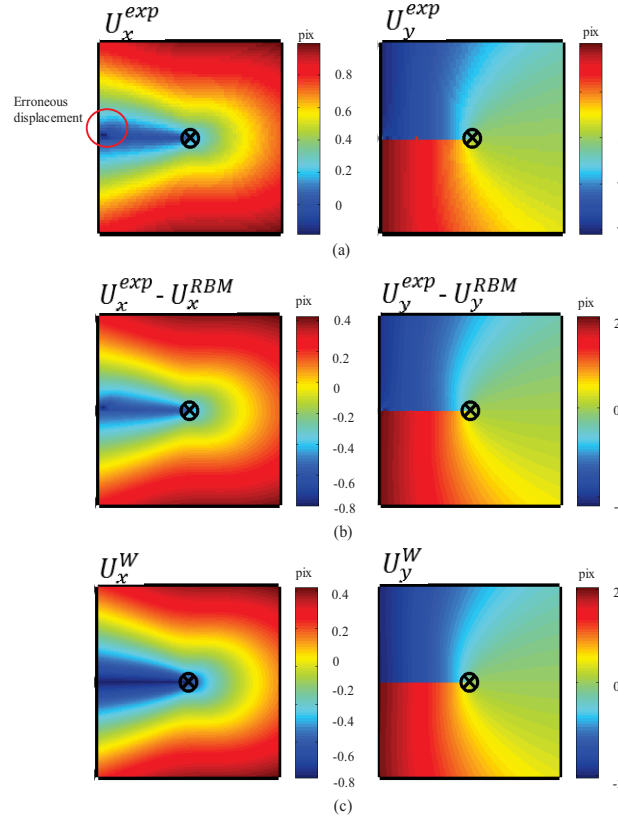 U_x^{exp}
U_y^{exp}
pix
pix
Erroneous
displacement
0.8
0.6
0.4
0.2
0
(a)
U_x^{exp} - U_x^{RBM}
U_y^{exp} - U_y^{RBM}
pix
pix
0.4
0.2
0
-0.2
-0.4
-0.6
-0.8
2
0
(b)
U_x^W
U_y^W
pix
pix
0.4
0.2
0
-0.2
-0.4
-0.6
-0.8
2
0
(c)